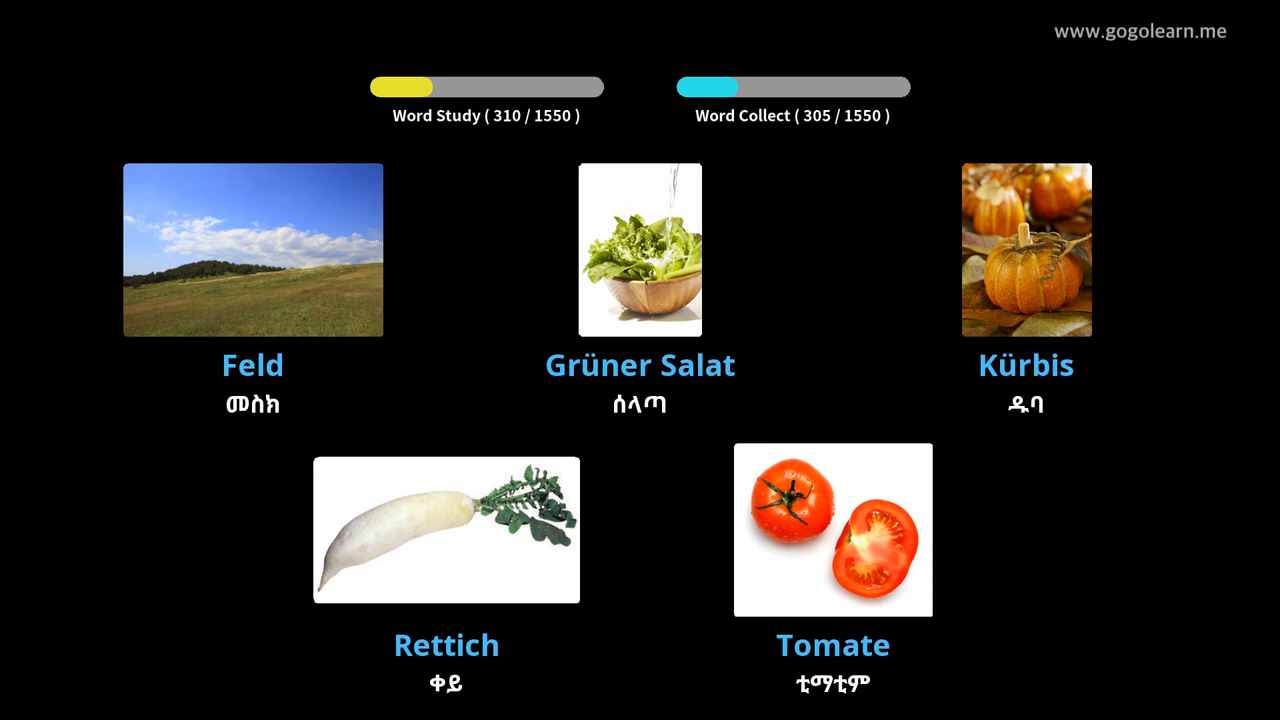 www.gogolearn.me
Word Study ( 310 / 1550 )
Word Collect ( 305 / 1550 )
Feld
Grüner Salat
Kürbis
መስክ
ሰላጣ
ዱባ
Rettich
Tomate
ቀይ
ቲማቲም